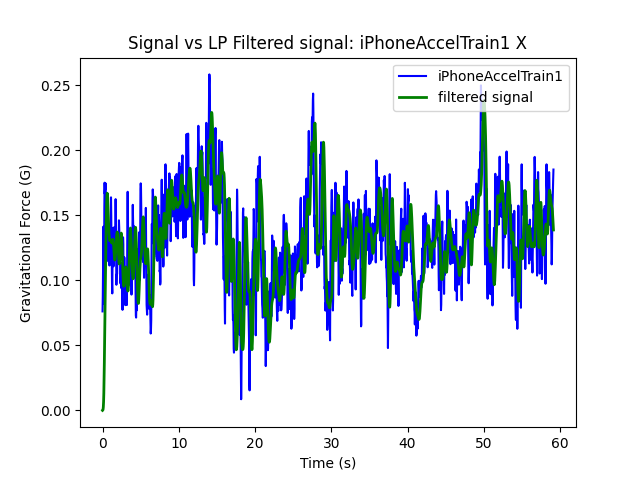 Signal vs LP Filtered signal: iPhoneAccelTrain1 X
iPhoneAccelTrain1
filtered signal
Gravitational Force (G)
0.25
0.20
0.15
0.10
0.05
0.00
0 10 20 30 40 50 60
Time (s)